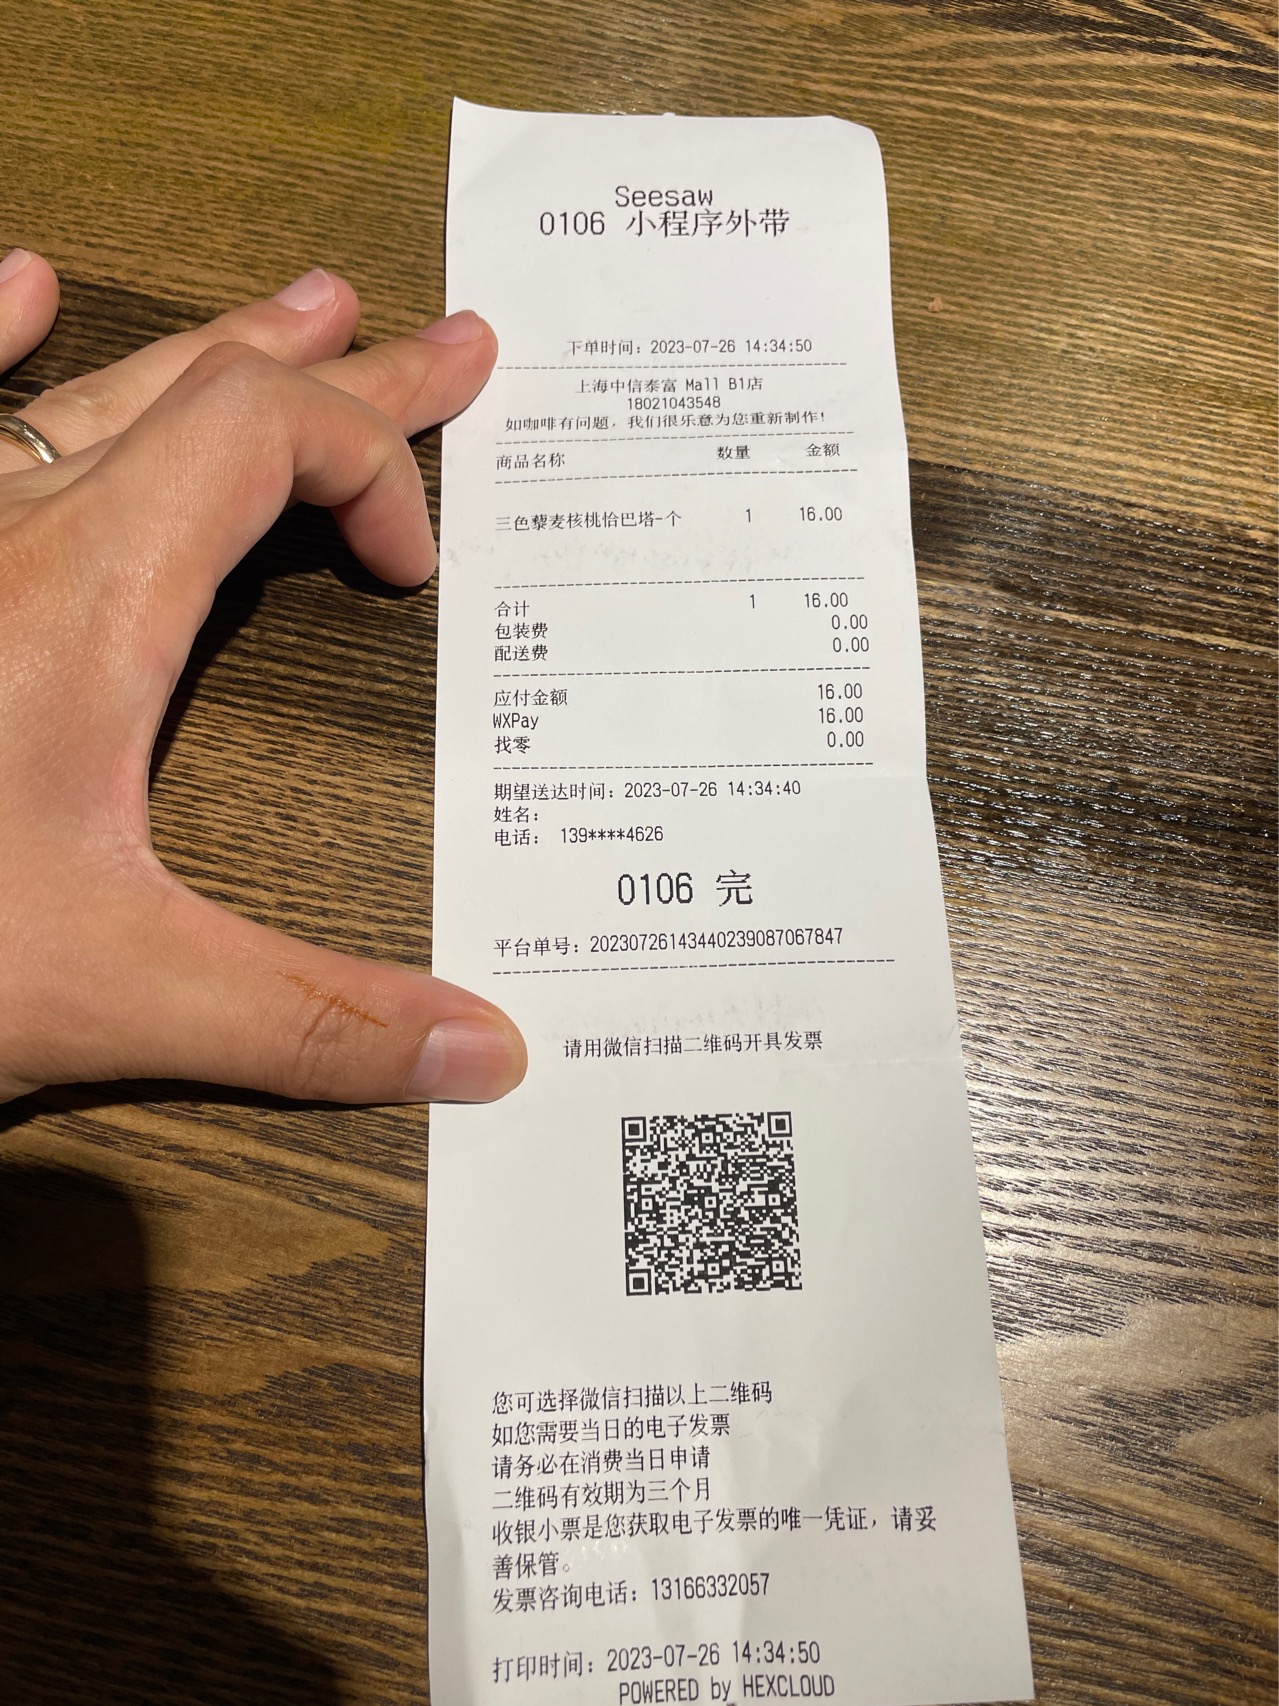 Seesaw
0106 小程序外带
下单时间：2023-07-26 14:34:50
上海中信泰富 Mall B1店
18021043548
如咖啡有问题，我们很乐意为您重新制作！
商品名称 数量 金额
三色藜麦核桃恰巴塔-个 1 16.00
合计 1 16.00
包装费 0.00
配送费 0.00
应付金额 16.00
WXPay 16.00
找零 0.00
期望送达时间：2023-07-26 14:34:40
姓名：
电话： 139****4626
0106 完
平台单号：20230726143440239087067847
请用微信扫描二维码开具发票
您可选择微信扫描以上二维码
如您需要当日的电子发票
请务必在消费当日申请
二维码有效期为三个月
收银小票是您获取电子发票的唯一凭证，请妥
善保管。
发票咨询电话：13166332057
打印时间：2023-07-26 14:34:50
POWERED by HEXCLOUD